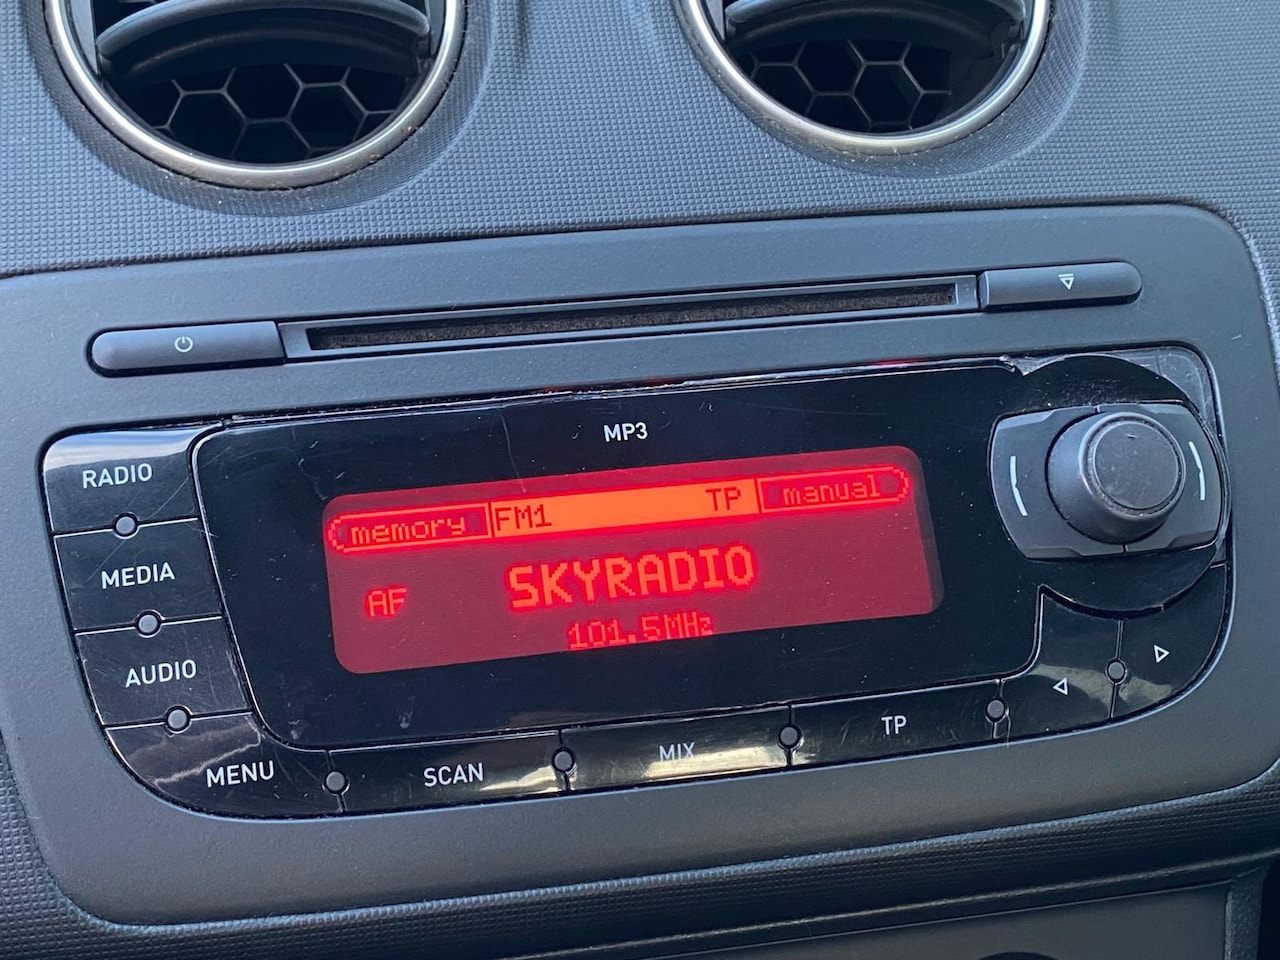 MP3
RADIO
MEDIA
AUDIO
MENU
memory FM1 TP manual
AF SKYRADIO
101.5MHz
SCAN MIX TP